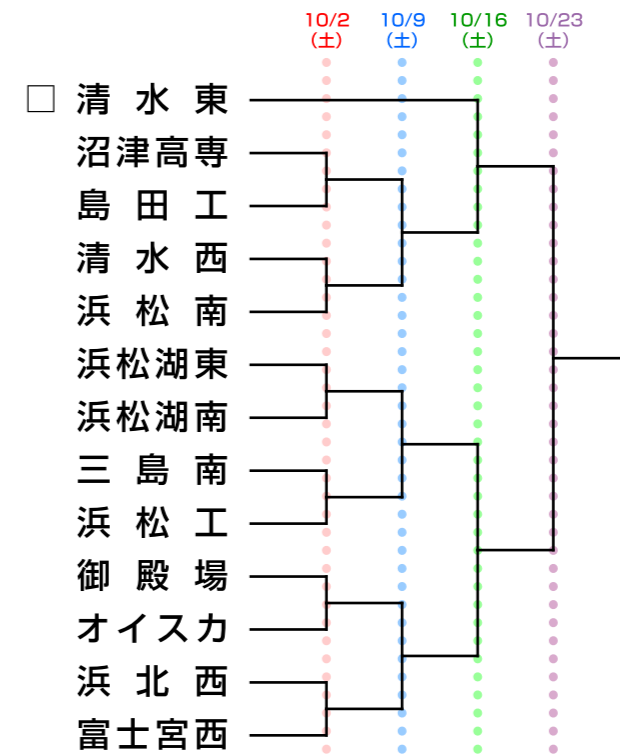 10/2 10/9 10/16 10/23
(土) (土) (土) (土)
□ 清水東
沼津高専
島田工
清水西
浜松南
浜松湖東
浜松湖南
三島南
浜松工
御殿場
オイスカ
浜北西
富士宮西